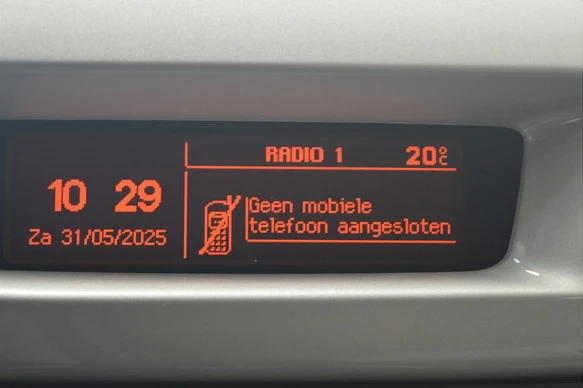 RADIO 1 20°C
10 29
Za 31/05/2025
Geen mobiele
telefoon aangesloten